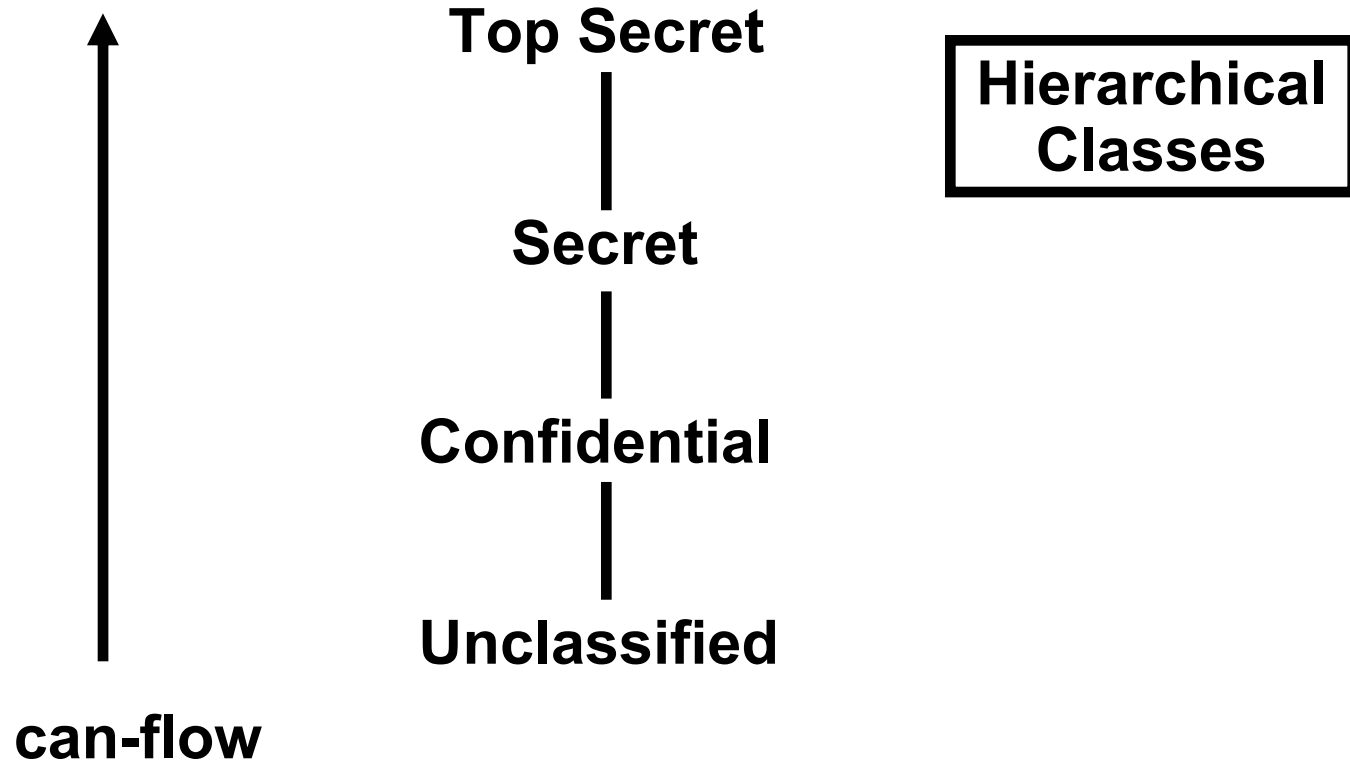 Top Secret
Hierarchical
Classes
Secret
Confidential
Unclassified
can-flow